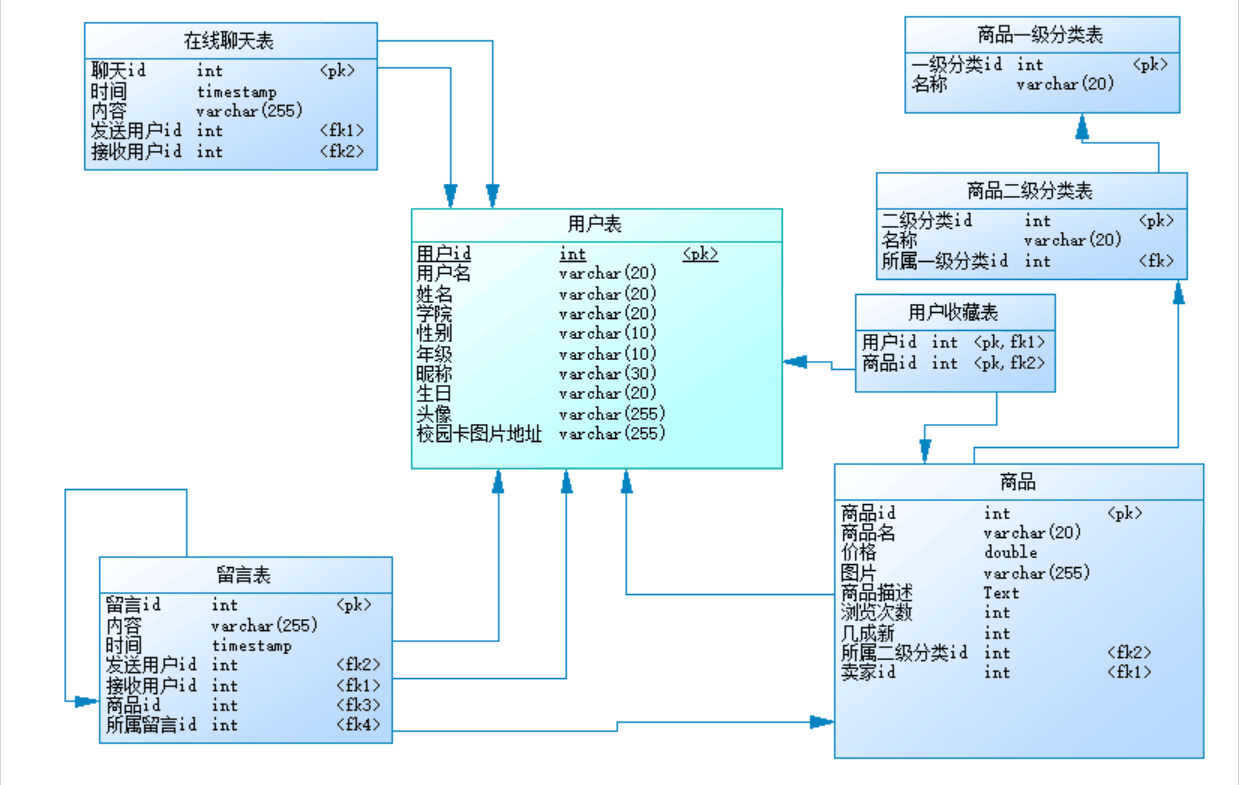 在线聊天表
聊天id int <pk>
时间 timestamp
内容 varchar(255)
发送用户id int <fk1>
接收用户id int <fk2>
商品一级分类表
一级分类id int <pk>
名称 varchar(20)
商品二级分类表
二级分类id int <pk>
名称 varchar(20)
所属一级分类id int <fk>
用户表
用户id int <pk>
用户名 varchar(20)
姓名 varchar(20)
学院 varchar(20)
性别 varchar(10)
年级 varchar(10)
昵称 varchar(30)
生日 varchar(20)
头像 varchar(255)
校园卡图片地址 varchar(255)
用户收藏表
用户id int <pk,fk1>
商品id int <pk,fk2>
商品
商品id int <pk>
商品名 varchar(20)
价格 double
图片 varchar(255)
商品描述 Text
浏览次数 int
几成新 int
所属二级分类id int <fk2>
卖家id int <fk1>
留言表
留言id int <pk>
内容 varchar(255)
时间 timestamp
发送用户id int <fk2>
接收用户id int <fk1>
商品id int <fk3>
所属留言id int <fk4>